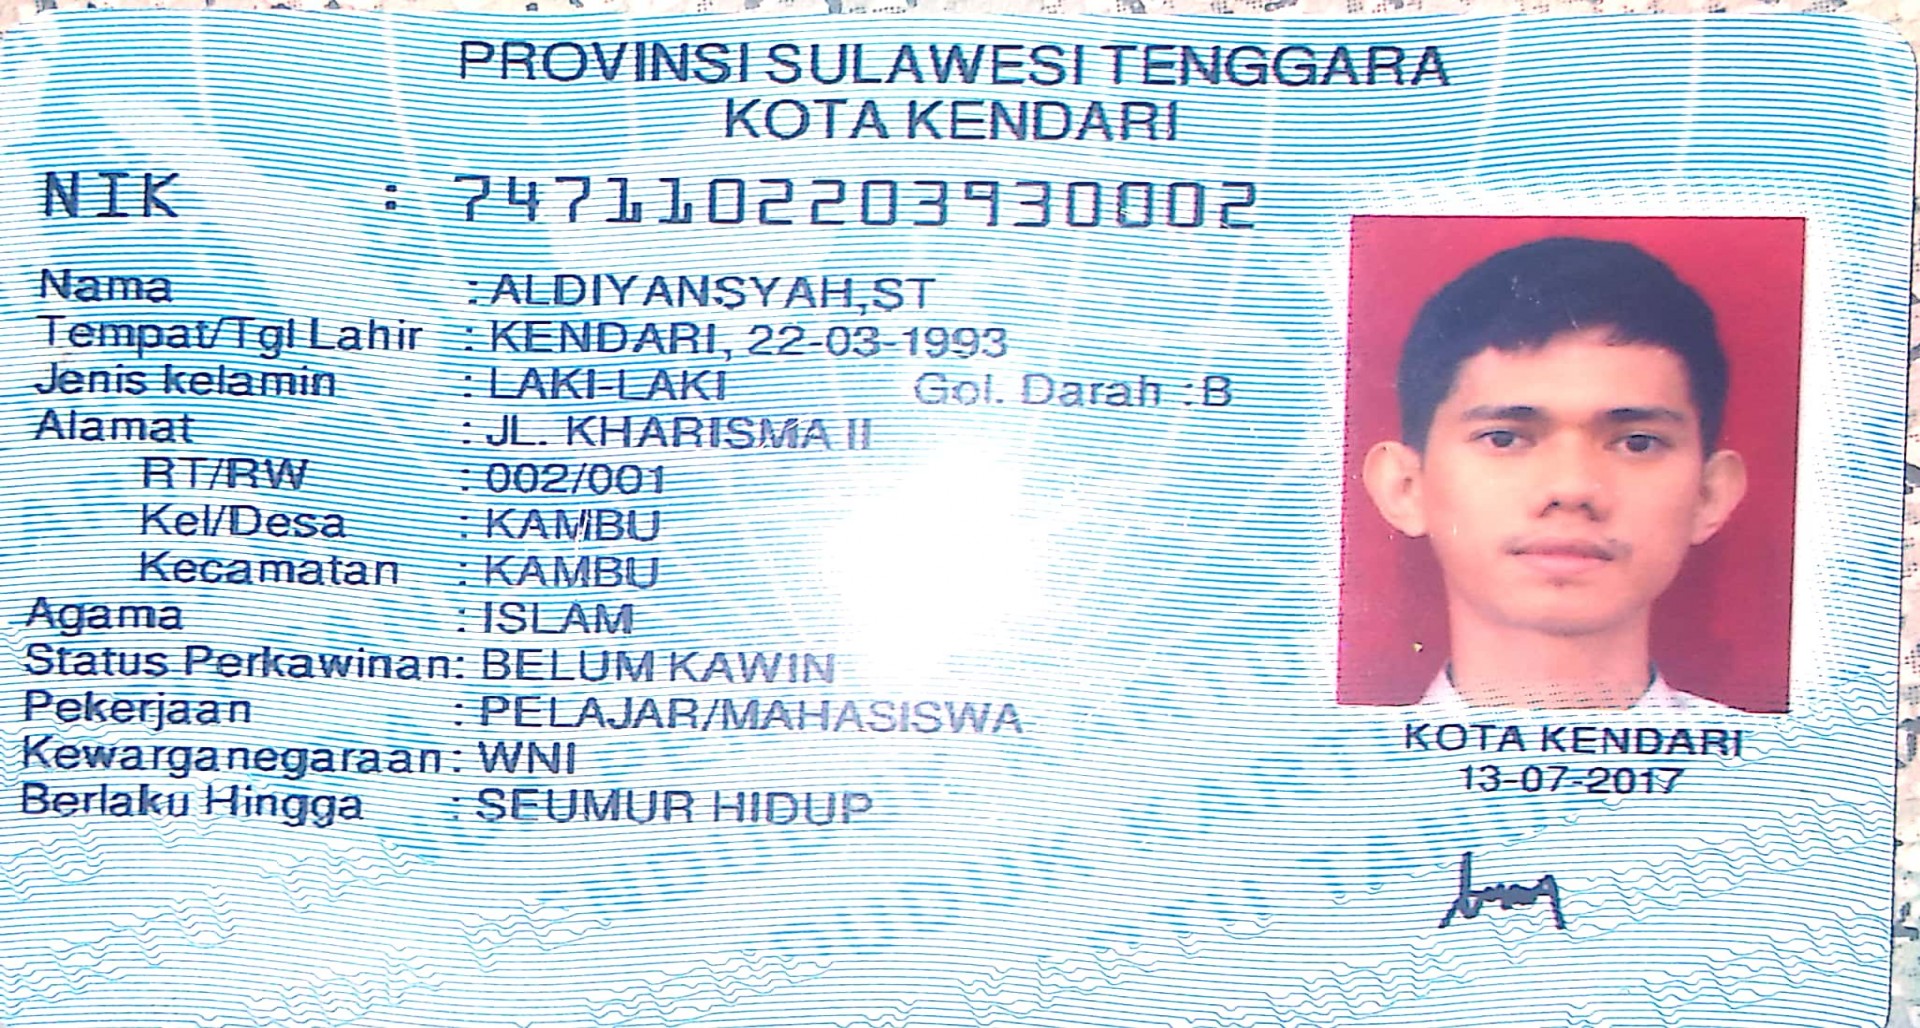 PROVINSI SULAWESI TENGGARA
KOTA KENDARI
NIK : 7471102203930002
Nama : ALDIYANSYAH,ST
Tempat/Tgl Lahir : KENDARI, 22-03-1993
Jenis kelamin : LAKI-LAKI Gol. Darah : B
Alamat : JL. KHARISMA II
RT/RW : 002/001
Kel/Desa : KAMBU
Kecamatan : KAMBU
Agama : ISLAM
Status Perkawinan: BELUM KAWIN
Pekerjaan : PELAJAR/MAHASISWA
Kewarganegaraan: WNI
Berlaku Hingga : SEUMUR HIDUP
KOTA KENDARI
13-07-2017